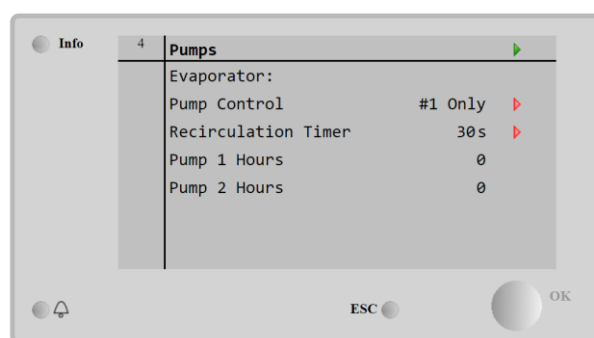 Info
4 Pumps
Evaporator:
Pump Control #1 Only
Recirculation Timer 30s
Pump 1 Hours 0
Pump 2 Hours 0
ESC
OK